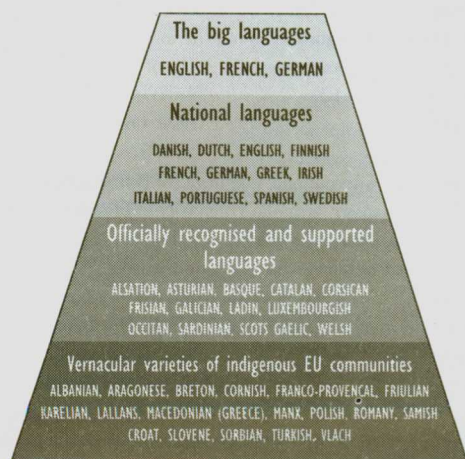 The big languages
ENGLISH, FRENCH, GERMAN
National languages
DANISH, DUTCH, ENGLISH, FINNISH
FRENCH, GERMAN, GREEK, IRISH
ITALIAN, PORTUGUESE, SPANISH, SWEDISH
Officially recognised and supported
languages
ALSATION, ASTURIAN, BASQUE, CATALAN, CORSICAN
FRISIAN, GALICIAN, LADIN, LUXEMBOURGISH
OCCITAN, SARDINIAN, SCOTS GAELIC, WELSH
Vernacular varieties of indigenous EU communities
ALBANIAN, ARAGONESE, BRETON, CORNISH, FRANCO-PROVENÇAL, FRIULIAN
KARELIAN, LALLANS, MACEDONIAN (GREECE), MANX, POLISH, ROMANY, SAMISH
CROAT, SLOVENE, SORBIAN, TURKISH, VLACH